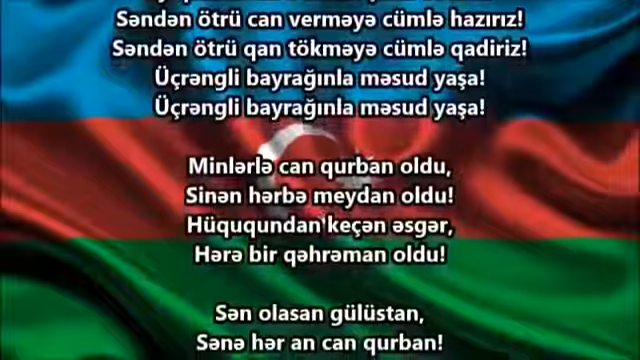 Səndən ötrü can verməyə cümlə hazırız!
Səndən ötrü qan tökməyə cümlə qadiriz!
Üçrəngli bayrağınla məsud yaşa!
Üçrəngli bayrağınla məsud yaşa!
Minlərlə can qurban oldu,
Sinən hərbə meydan oldu!
Hüququndan keçən əsgər,
Hərə bir qəhrəman oldu!
Sən olasan gülüstan,
Sənə hər an can qurban!